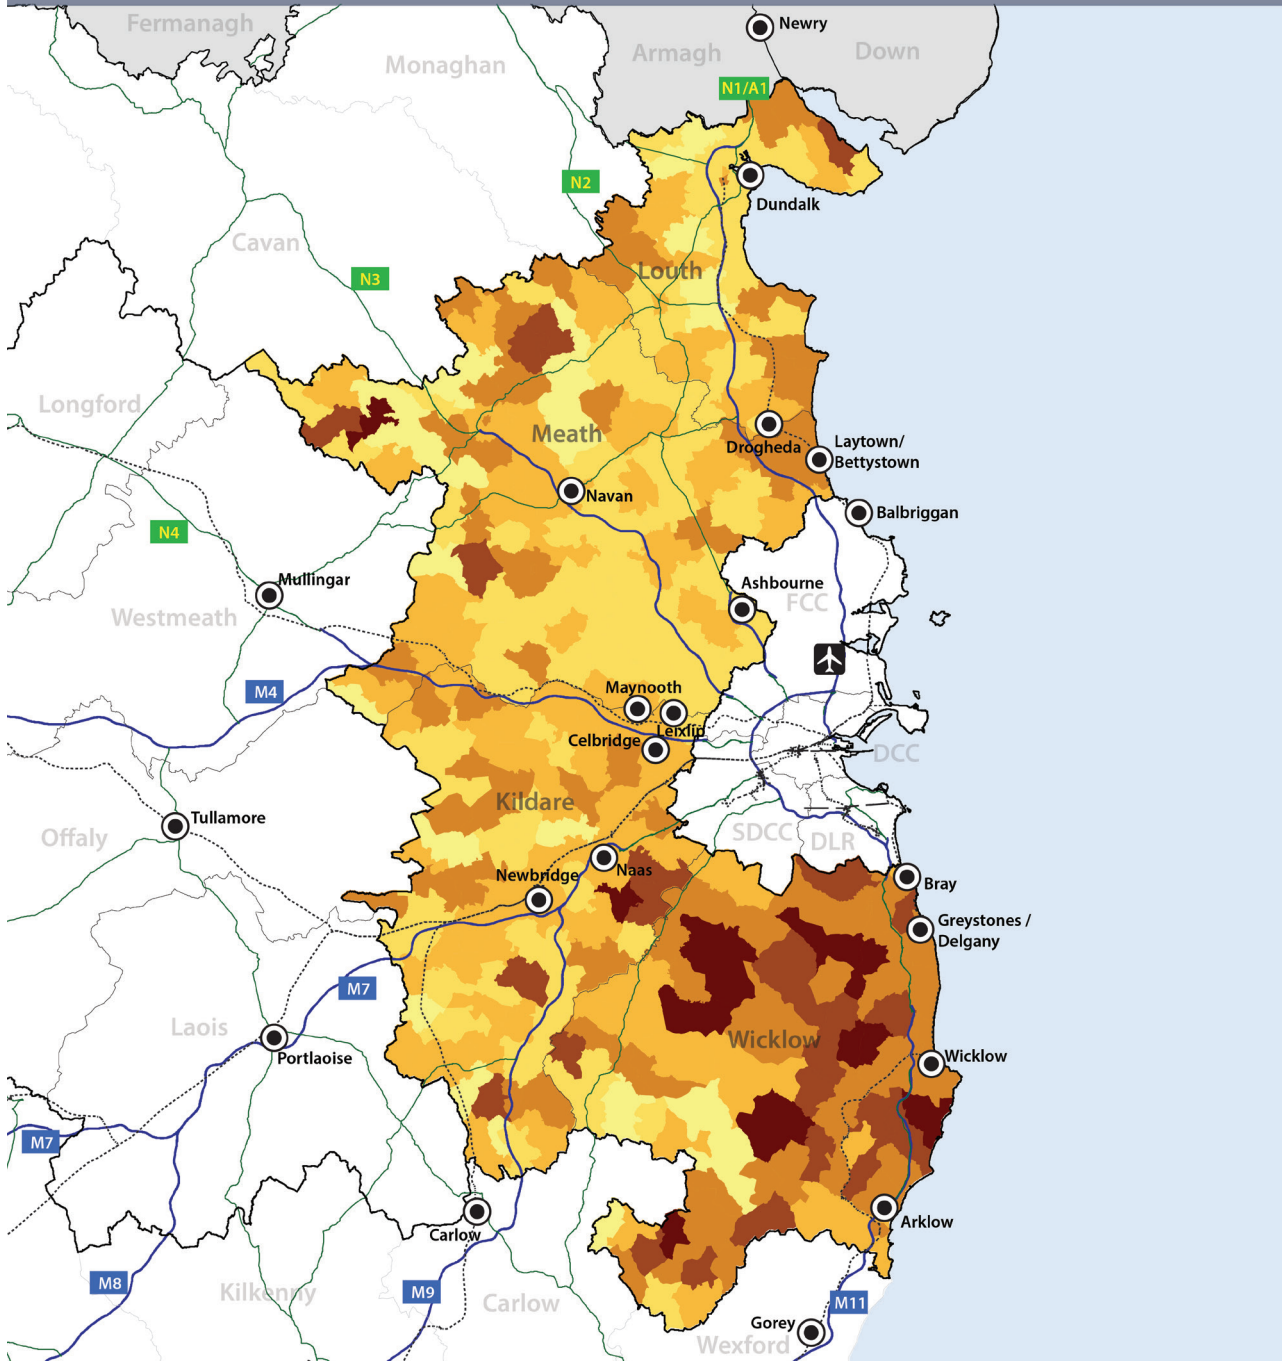 Fermanagh
Newry
Armagh
Down
Monaghan
N1/A1
N2
Dundalk
Cavan
N3
Louth
Longford
Meath
Drogheda
Laytown/
Bettystown
Navan
Balbriggan
N4
Mullingar
Ashbourne
FCC
Westmeath
M4
Maynooth
Leixlip
Celbridge
DCC
Kildare
Tullamore
Offaly
SDCC
DLR
Naas
Newbridge
Bray
Greystones /
Delgany
M7
Laois
Wicklow
Portlaoise
Wicklow
M7
Carlow
Arklow
M8
Kilkenny
M9
Carlow
M11
Gorey
Wexford